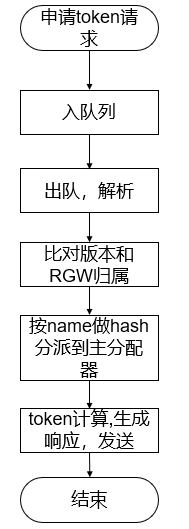 申请token请
求
入队列
出队，解析
比对版本和
RGW归属
按name做hash
分派到主分配
器
token计算,生成
响应，发送
结束